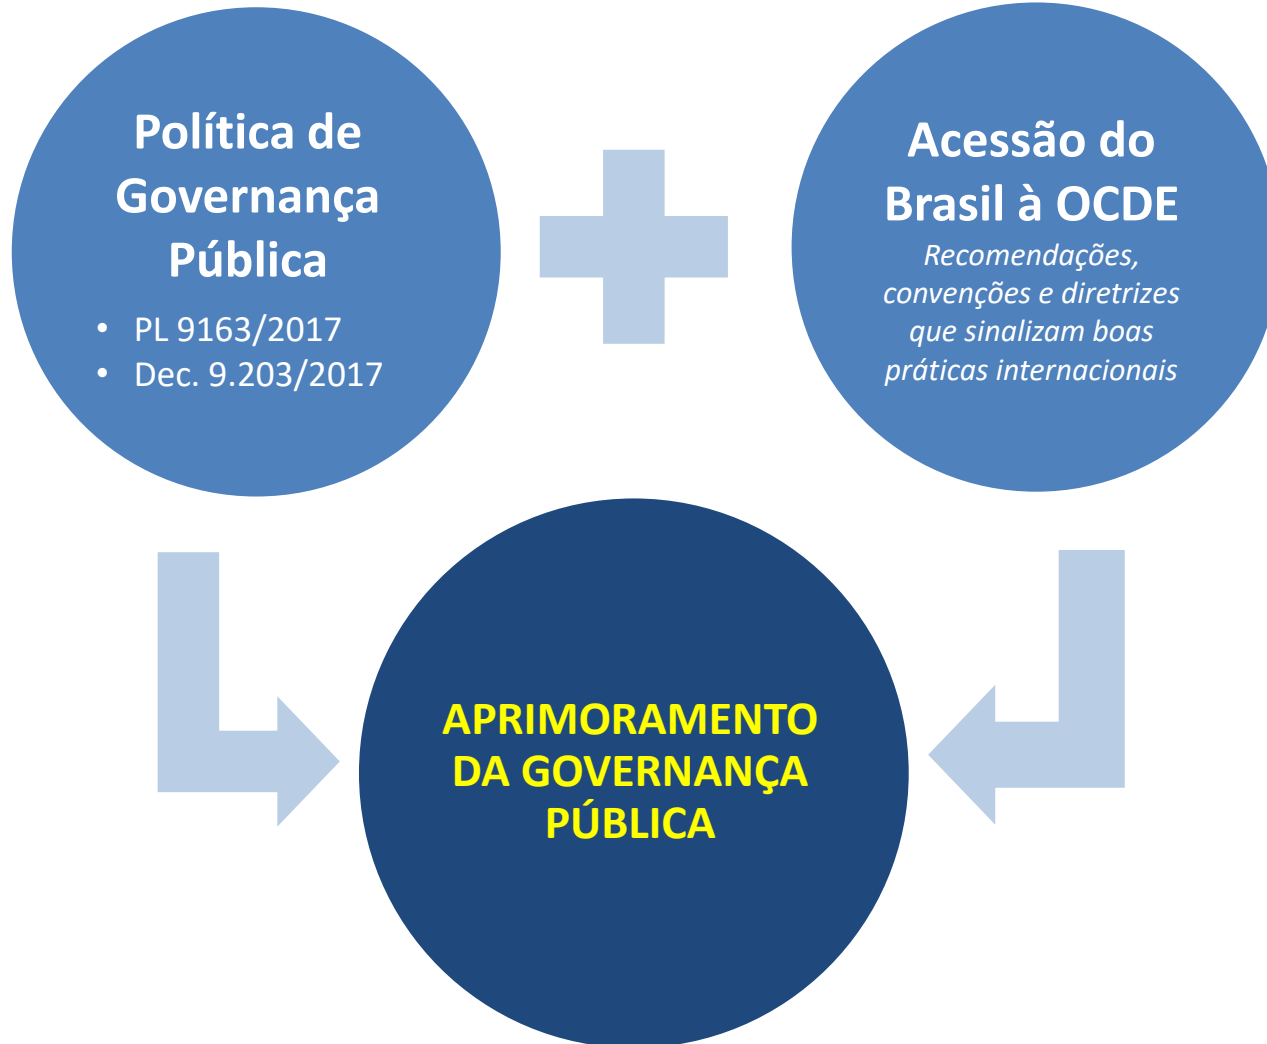 Política de
Governança
Pública
• PL 9163/2017
• Dec. 9.203/2017
Acessão do
Brasil à OCDE
Recomendações,
convenções e diretrizes
que sinalizam boas
práticas internacionais
APRIMORAMENTO
DA GOVERNANÇA
PÚBLICA